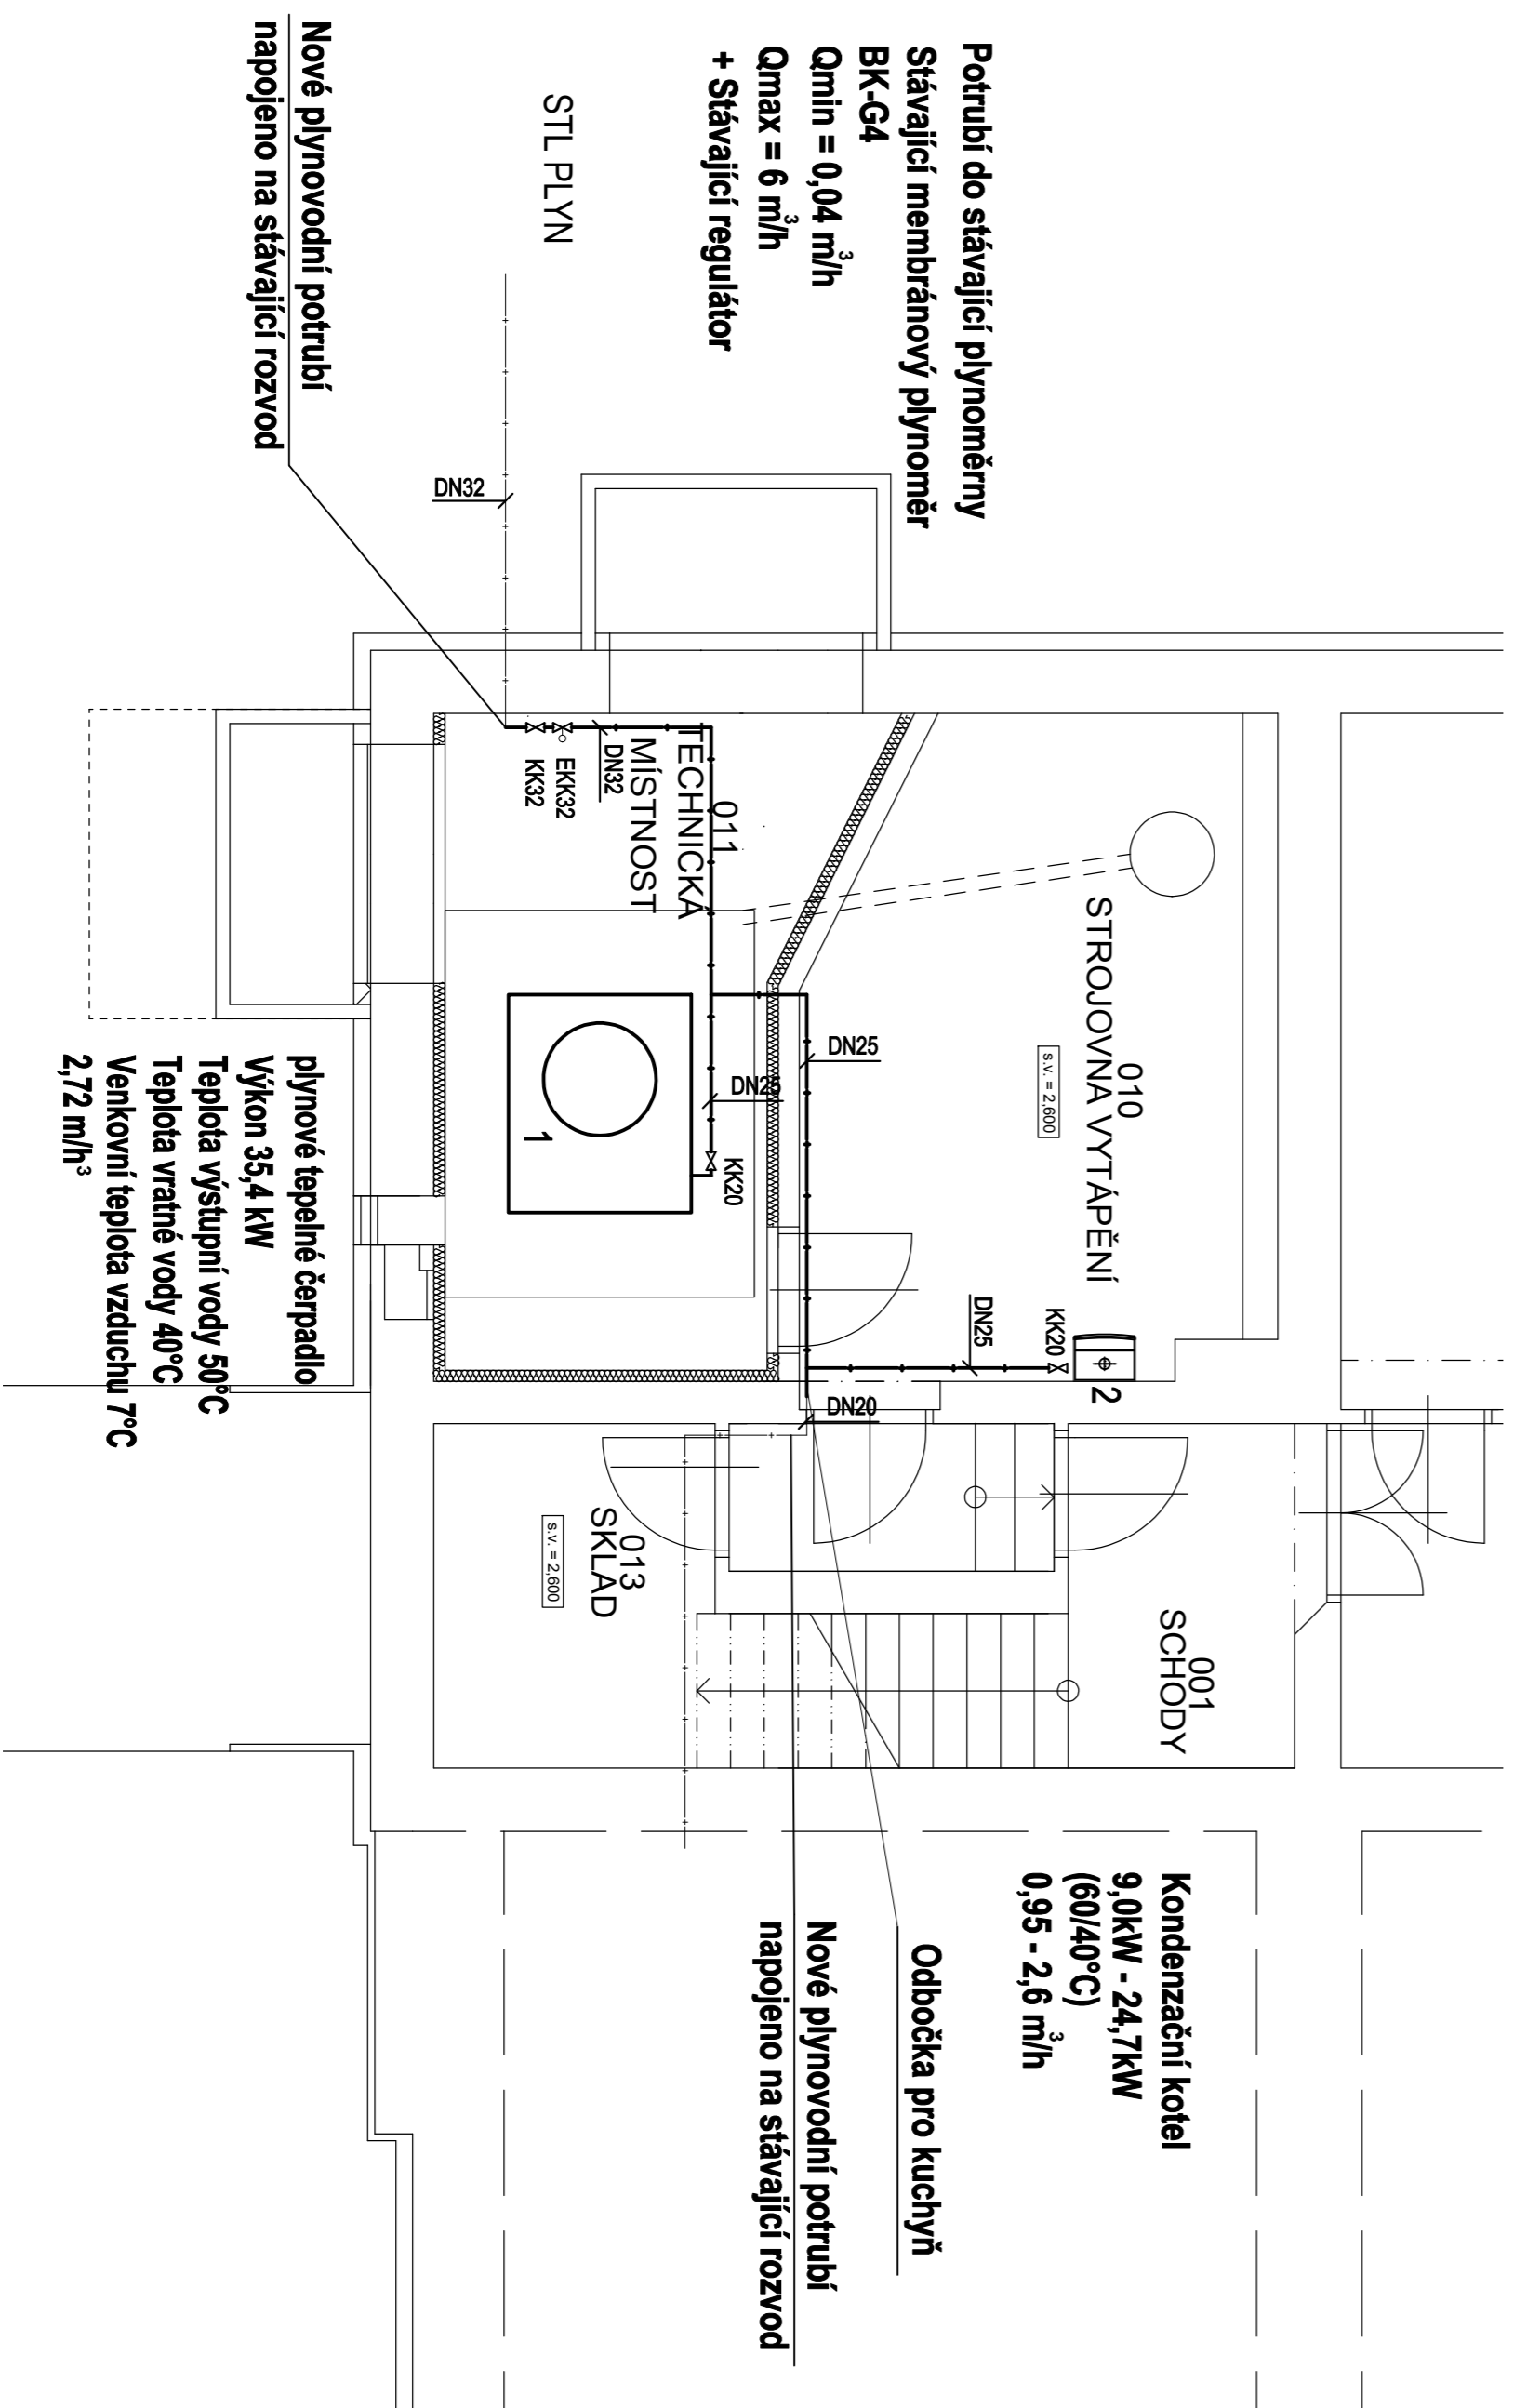 Potrubí do stávající plynoměrny
Stávající membránový plynoměr
BK-G4
Qmin = 0,04 m³/h
Qmax = 6 m³/h
+ Stávající regulátor
STL PLYN
Nové plynovodní potrubí
napojeno na stávající rozvod
DN32
KK32
EKK32
DN32
011
TECHNICKÁ
MÍSTNOST
010
STROJOVNA VYTÁPĚNÍ
s.v. = 2,600
DN25
DN25
KK20
1
DN25
KK20
2
DN20
plynové tepelné čerpadlo
Výkon 35,4 kW
Teplota výstupní vody 50°C
Teplota vratné vody 40°C
Venkovní teplota vzduchu 7°C
2,72 m/h³
013
SKLAD
s.v. = 2,600
001
SCHODY
Kondenzační kotel
9,0kW - 24,7kW
(60/40°C)
0,95 - 2,6 m³/h
Odbočka pro kuchyň
Nové plynovodní potrubí
napojeno na stávající rozvod